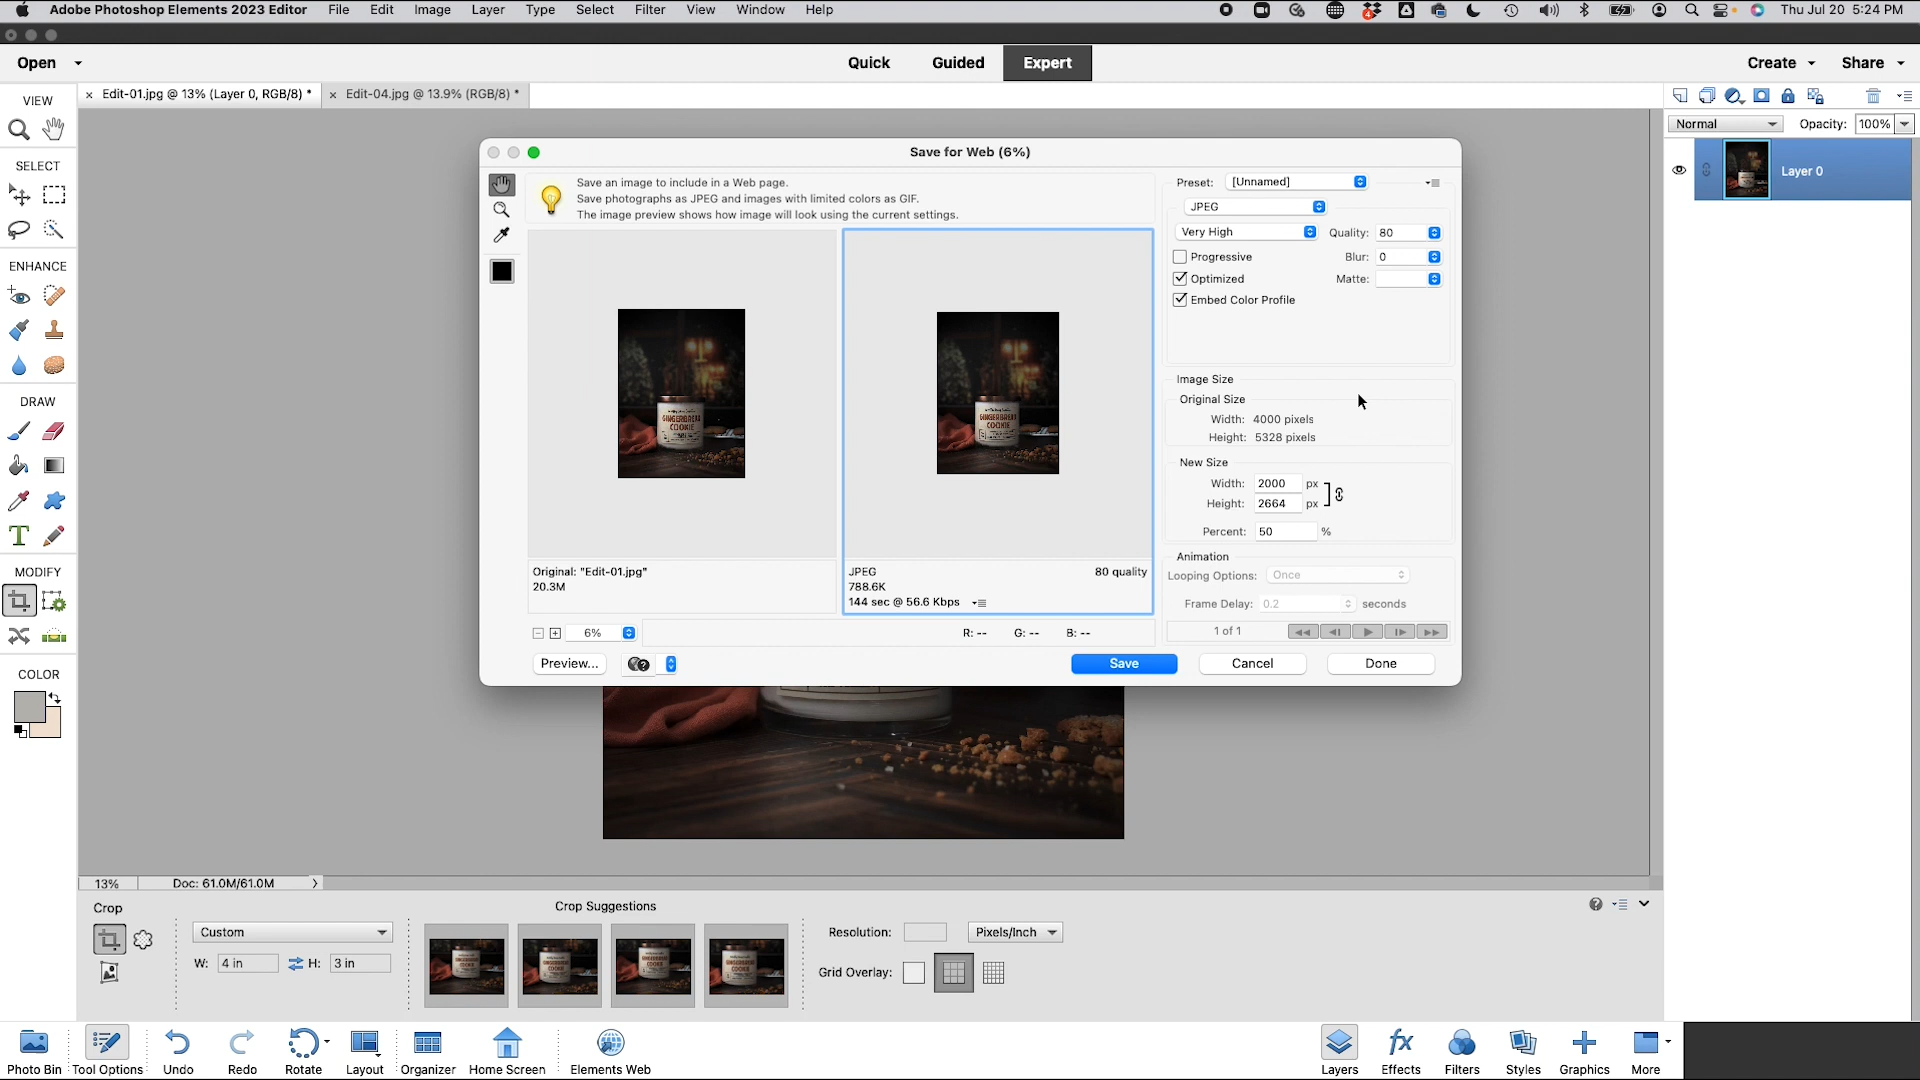 Adobe Photoshop Elements 2023 Editor File Edit Image Layer Type Select Filter View Window Help
4
Thu Jul 20 5:24 PM
Open Quick Guided Expert Create Share
VIEW
× Edit-01.jpg @ 13% (Layer 0, RGB/8) * × Edit-04.jpg @ 13.9% (RGB/8) *
Normal Opacity: 100%
Layer 0
SELECT
ENHANCE
DRAW
MODIFY
COLOR
Save for Web (6%)
Save an image to include in a Web page.
Save photographs as JPEG and images with limited colors as GIF.
The image preview shows how image will look using the current settings.
GINGERBREAD
COOKIE
GINGERBREAD
COOKIE
Original: "Edit-01.jpg"
20.3M
JPEG 80 quality
788.6K
144 sec @ 56.6 Kbps
6% R: -- G: -- B: --
Preview... Save Cancel Done
Preset: [Unnamed]
JPEG
Very High Quality: 80
Progressive Blur: 0
Optimized Matte:
Embed Color Profile
Image Size
Original Size
Width: 4000 pixels
Height: 5328 pixels
New Size
Width: 2000 px
Height: 2664 px
Percent: 50 %
Animation
Looping Options: Once
Frame Delay: 0.2 seconds
1 of 1
13% Doc: 61.0M/61.0M >
Crop
Custom
W: 4 in H: 3 in
Crop Suggestions
Resolution: Pixels/Inch
Grid Overlay:
Photo Bin Tool Options Undo Redo Rotate Layout Organizer Home Screen Elements Web Layers Effects Filters Styles Graphics More